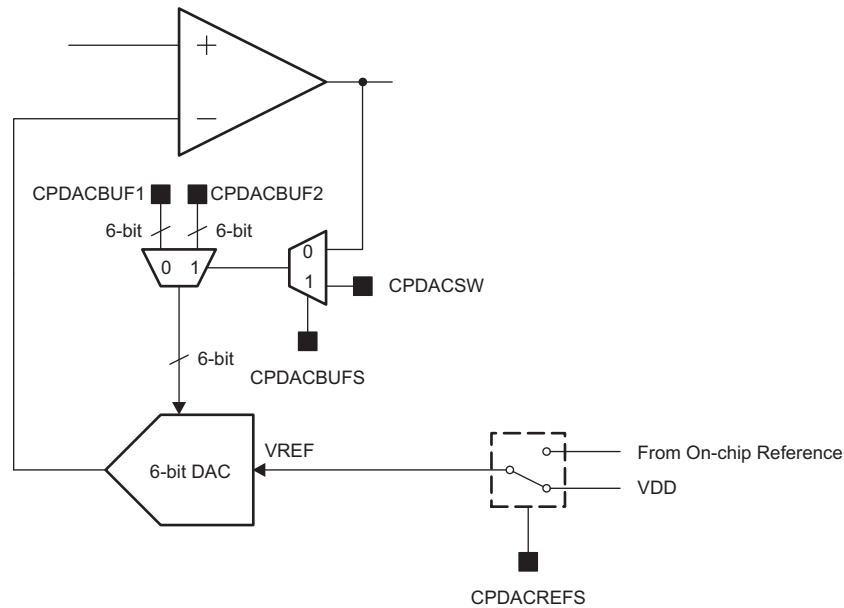 +
−
CPDACBUF1
CPDACBUF2
6-bit
6-bit
0 1
0
1
CPDACSW
6-bit
CPDACBUFS
6-bit DAC
VREF
From On-chip Reference
VDD
CPDACREFS